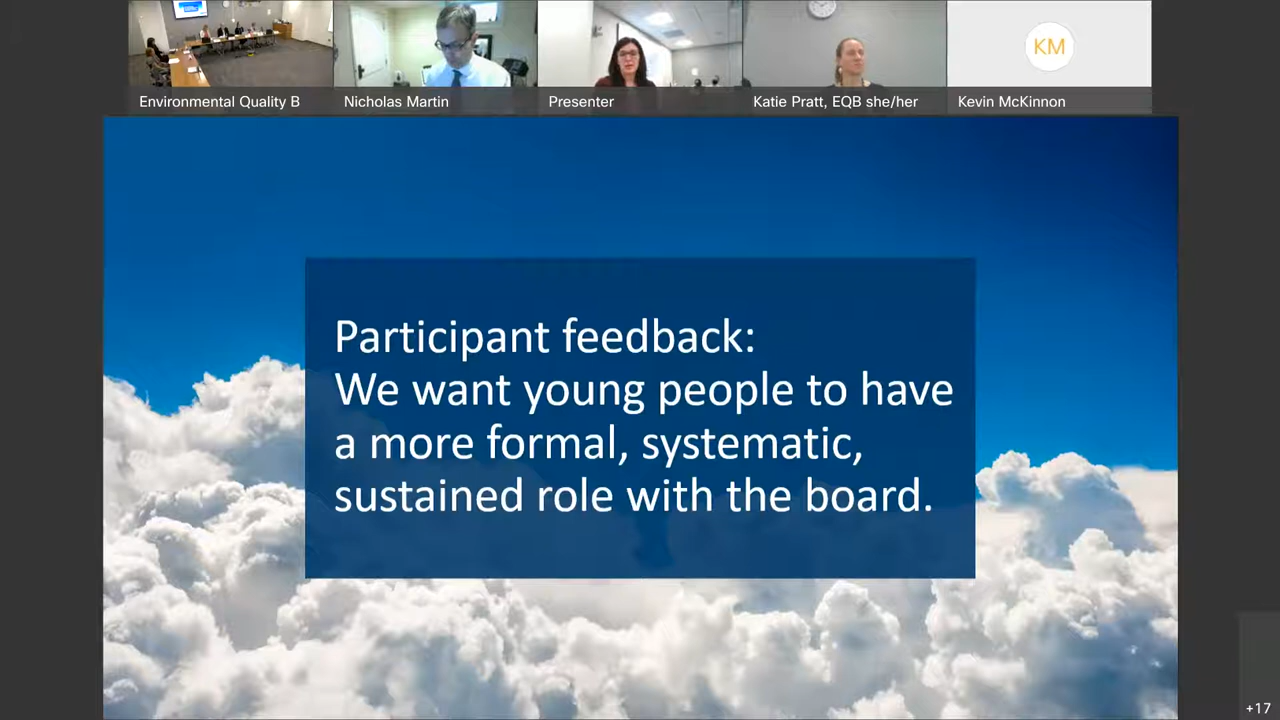 Environmental Quality B
Nicholas Martin
Presenter
Katie Pratt, EQB she/her
KM
Kevin McKinnon
Participant feedback:
We want young people to have
a more formal, systematic,
sustained role with the board.
+17